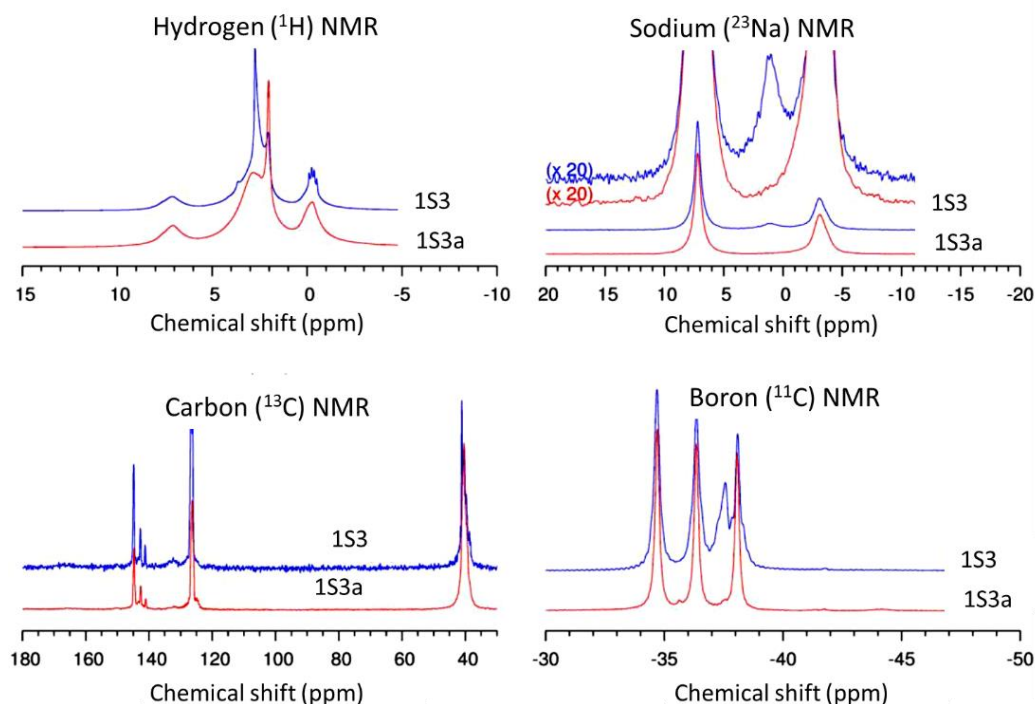 Hydrogen (¹H) NMR
1S3
1S3a
15 10 5 0 -5 -10
Chemical shift (ppm)
Sodium (²³Na) NMR
(x 20)
(x 20)
1S3
1S3a
20 15 10 5 0 -5 -10 -15 -20
Chemical shift (ppm)
Carbon (¹³C) NMR
1S3
1S3a
180 160 140 120 100 80 60 40
Chemical shift (ppm)
Boron (¹¹C) NMR
1S3
1S3a
-30 -35 -40 -45 -50
Chemical shift (ppm)